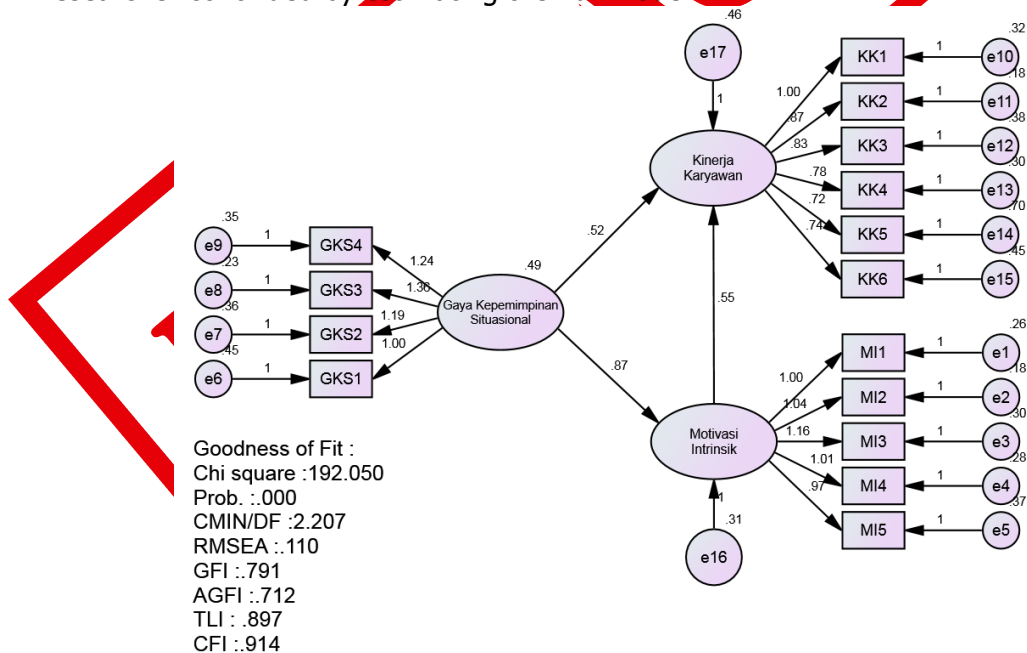 .46
e17
1
.32
KK1
1
e10
1.00
.18
KK2
1
e11
.87
.38
KK3
1
e12
.83
.30
Kinerja
Karyawan
KK4
1
e13
.78
.70
KK5
1
e14
.72
.45
KK6
1
e15
.74
.35
e9
1
GKS4
1.24
.23
e8
1
GKS3
1.36
.36
e7
1
GKS2
1.19
.45
e6
1
GKS1
1.00
.49
Gaya Kepemimpinan
Situasional
.52
.55
.87
.26
MI1
1
e1
1.00
.18
MI2
1
e2
1.04
.30
Motivasi
Intrinsik
MI3
1
e3
1.16
.28
MI4
1
e4
1.01
.37
MI5
1
e5
.97
1
.31
e16
Goodness of Fit :
Chi square :192.050
Prob. :.000
CMIN/DF :2.207
RMSEA :.110
GFI :.791
AGFI :.712
TLI : .897
CFI :.914